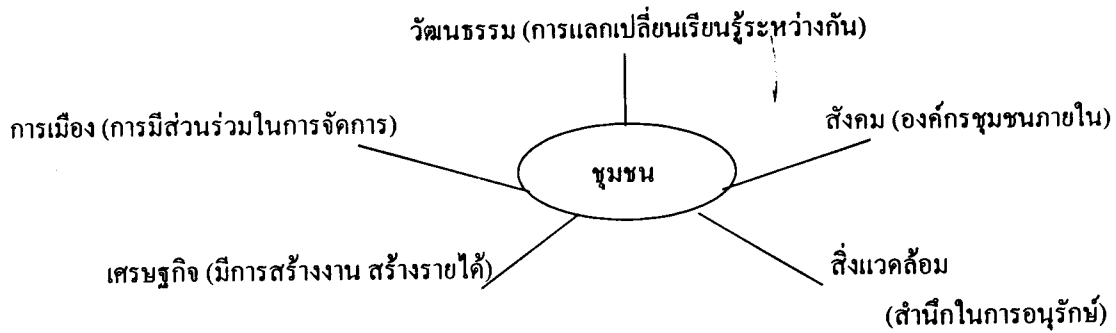 วัฒนธรรม (การแลกเปลี่ยนเรียนรู้ระหว่างกัน)
การเมือง (การมีส่วนร่วมในการจัดการ)
สังคม (องค์กรชุมชนภายใน)
ชุมชน
เศรษฐกิจ (มีการสร้างงาน สร้างรายได้)
สิ่งแวดล้อม
(สำนึกในการอนุรักษ์)